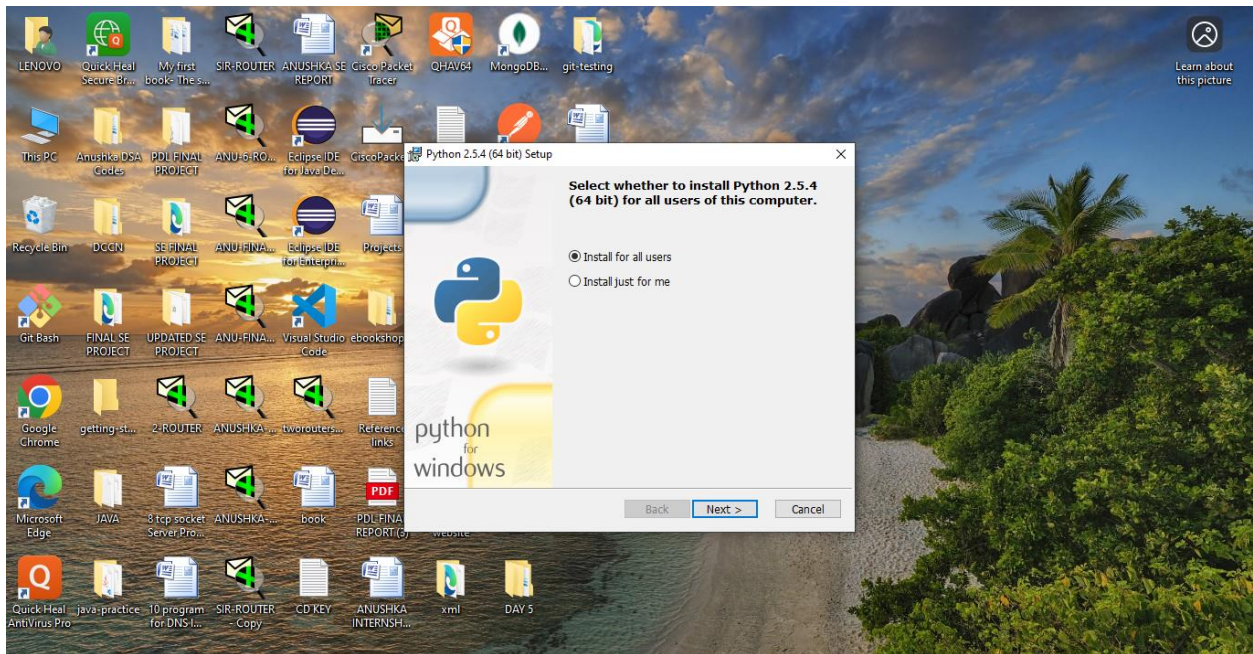 LENOVO
Quick Heal
Secure Br...
My first
book- The s...
SIR-ROUTER
ANUSHKA SE
REPORT
Cisco Packet
Tracer
QHAV64
MongoDB...
git-testing
Learn about
this picture
This PC
Anushka DSA
Codes
PDL FINAL
PROJECT
ANU-6-RO...
Eclipse IDE
for Java De...
CiscoPacke
Python 2.5.4 (64 bit) Setup
Select whether to install Python 2.5.4
(64 bit) for all users of this computer.
Install for all users
Install just for me
python
for
windows
Back
Next >
Cancel
Recycle Bin
DCCN
SE FINAL
PROJECT
ANU-FINA...
Eclipse IDE
for Enterpri...
Projects
Git Bash
FINAL SE
PROJECT
UPDATED SE
PROJECT
ANU-FINA...
Visual Studio
Code
ebookshop
Google
Chrome
getting-st...
2-ROUTER
ANUSHKA-...
tworouters...
Reference
links
Microsoft
Edge
JAVA
8 tcp socket
Server Pro...
ANUSHKA-...
book
PDF
PDL FINA
REPORT (3)
website
Quick Heal
AntiVirus Pro
java-practice
10 program
for DNS l...
SIR-ROUTER
- Copy
CD KEY
ANUSHKA
INTERNSH...
xml
DAY 5